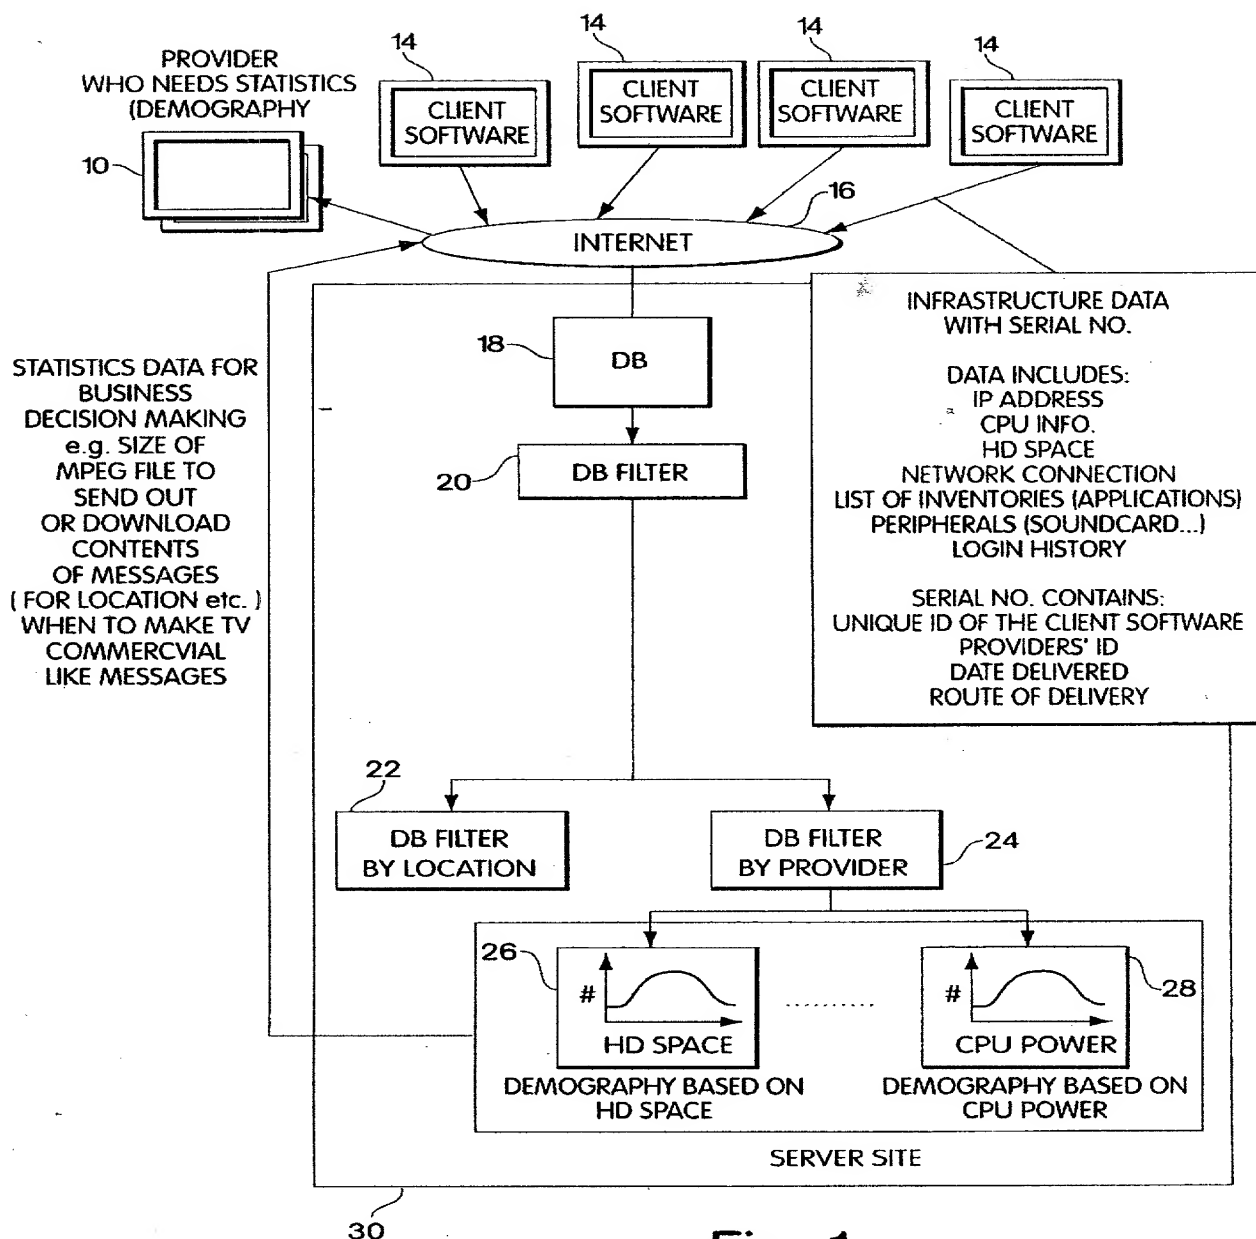 PROVIDER
WHO NEEDS STATISTICS
(DEMOGRAPHY
10
14
CLIENT
SOFTWARE
14
CLIENT
SOFTWARE
14
CLIENT
SOFTWARE
14
CLIENT
SOFTWARE
16
INTERNET
18
DB
20
DB FILTER
STATISTICS DATA FOR
BUSINESS
DECISION MAKING
e.g. SIZE OF
MPEG FILE TO
SEND OUT
OR DOWNLOAD
CONTENTS
OF MESSAGES
( FOR LOCATION etc. )
WHEN TO MAKE TV
COMMERCVIAL
LIKE MESSAGES
INFRASTRUCTURE DATA
WITH SERIAL NO.
DATA INCLUDES:
IP ADDRESS
CPU INFO.
HD SPACE
NETWORK CONNECTION
LIST OF INVENTORIES (APPLICATIONS)
PERIPHERALS (SOUNDCARD...)
LOGIN HISTORY
SERIAL NO. CONTAINS:
UNIQUE ID OF THE CLIENT SOFTWARE
PROVIDERS' ID
DATE DELIVERED
ROUTE OF DELIVERY
22
DB FILTER
BY LOCATION
DB FILTER
BY PROVIDER
24
26
#
HD SPACE
DEMOGRAPHY BASED ON
HD SPACE
#
CPU POWER
28
DEMOGRAPHY BASED ON
CPU POWER
SERVER SITE
30